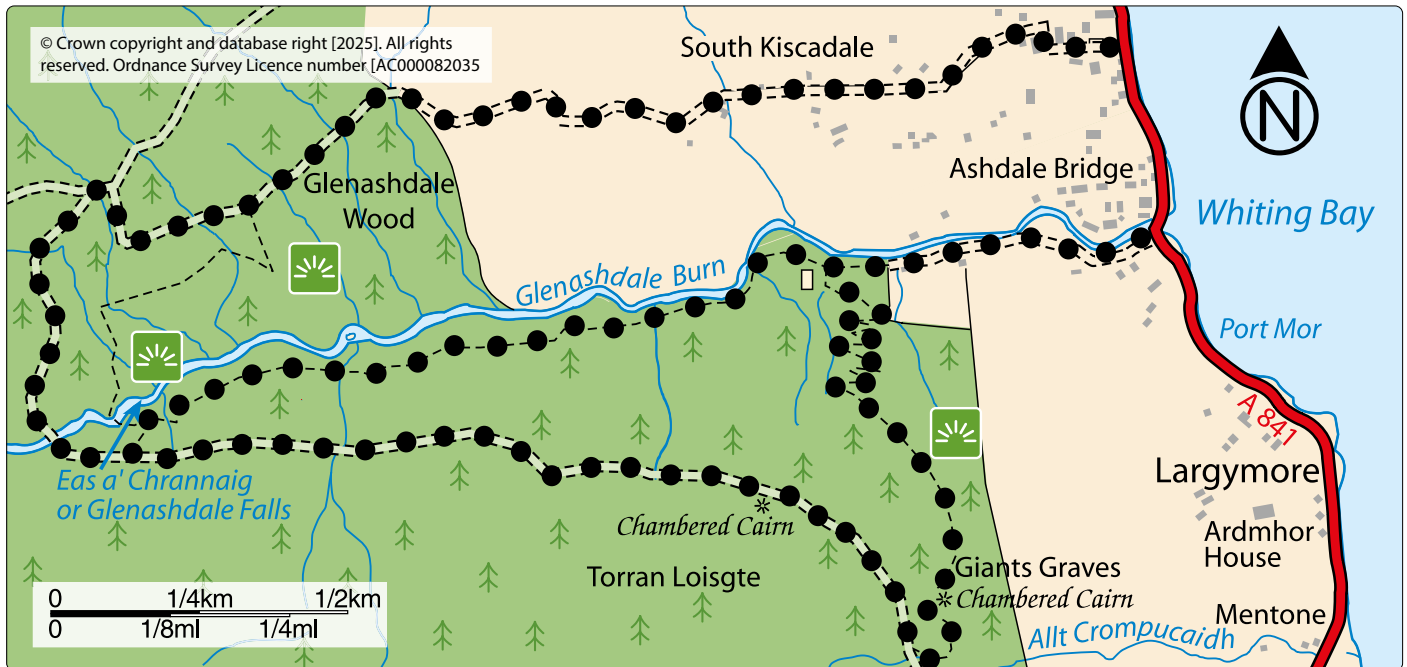 © Crown copyright and database right [2025]. All rights
reserved. Ordnance Survey Licence number [AC000082035
South Kiscadale
N
Ashdale Bridge
Glenashdale
Wood
Whiting Bay
Glenashdale Burn
Port Mor
A 841
Largymore
Eas a' Chrannaig
or Glenashdale Falls
Chambered Cairn
Ardmhor
House
Torran Loisgte
Giants Graves
Chambered Cairn
Mentone
Allt Crompucaidh
0 1/4km 1/2km
0 1/8ml 1/4ml